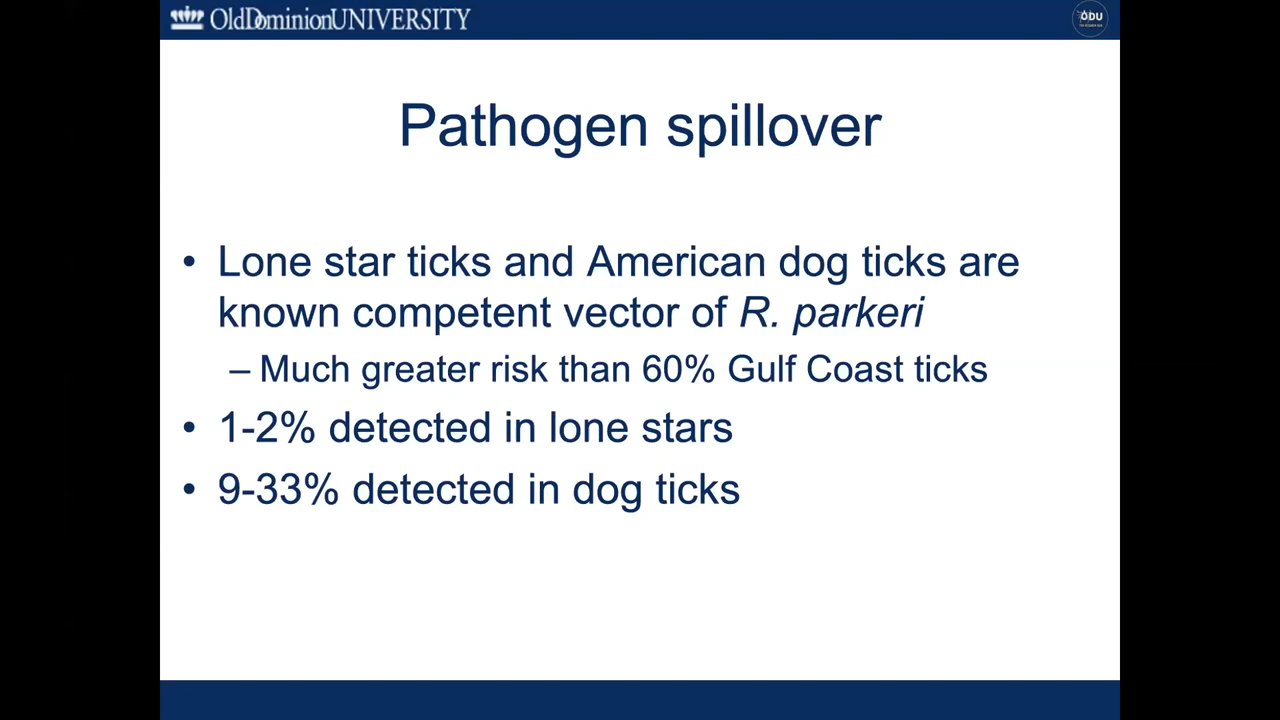 OldDominionUNIVERSITY
ODU
Pathogen spillover
• Lone star ticks and American dog ticks are
known competent vector of R. parkeri
– Much greater risk than 60% Gulf Coast ticks
• 1-2% detected in lone stars
• 9-33% detected in dog ticks